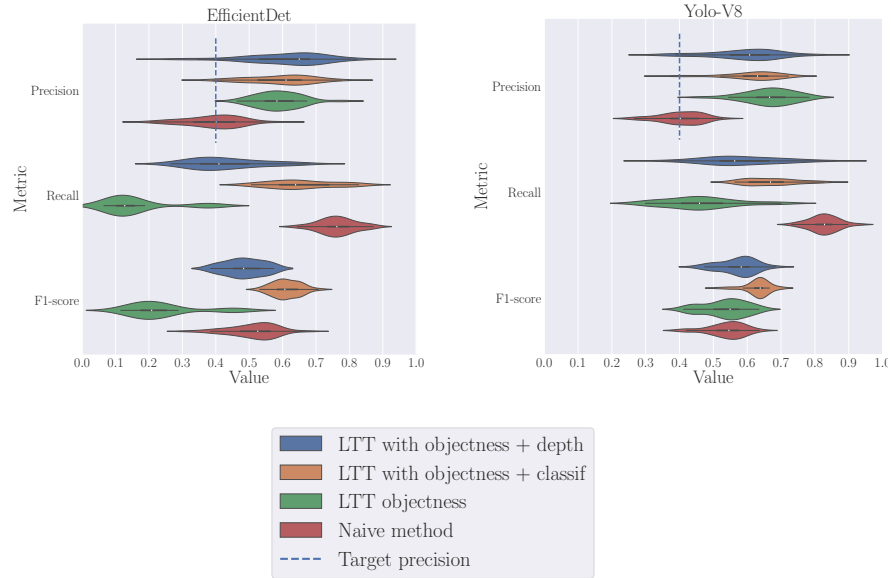 EfficientDet
Precision
Recall
F1-score
Metric
0.0 0.1 0.2 0.3 0.4 0.5 0.6 0.7 0.8 0.9 1.0
Value
Yolo-V8
Precision
Recall
F1-score
Metric
0.0 0.1 0.2 0.3 0.4 0.5 0.6 0.7 0.8 0.9 1.0
Value
LTT with objectness + depth
LTT with objectness + classif
LTT objectness
Naive method
Target precision